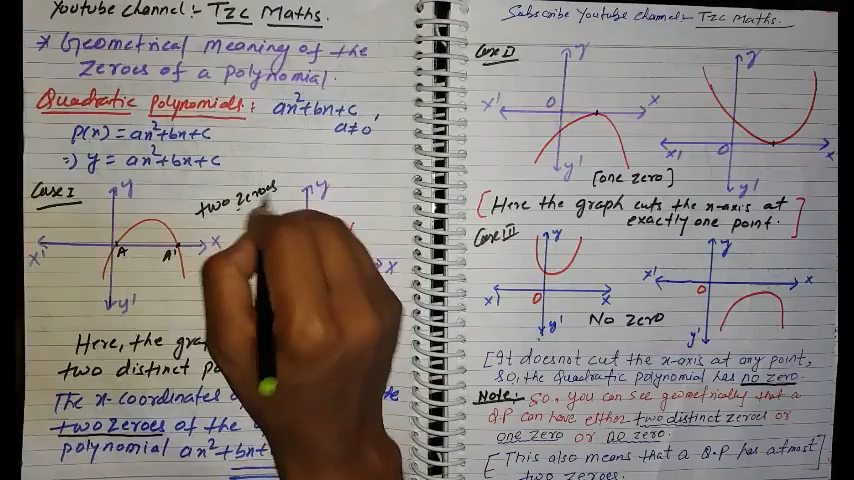 Youtube channel:- TZC Maths.
* Geometrical meaning of the
Zeroes of a polynomial.
Quadratic Polynomials: ax²+bx+c,
a≠0
p(x) = ax²+bx+c
=) y = ax²+bx+c
Case I
y
two zeroes
A
A'
X
X'
y'
y
X
Here, the
two distinct
The x-coordinates
two zeroes of the
polynomial ax²+bx+
Subscribe Youtube channel:- TZC Maths.
Case II
y
X'
O
X
y'
y
X'
O
X
y'
[one zero]
[Here the graph cuts the x-axis at
exactly one point.]
Case III
y
X'
O
X
y'
y
X'
O
X
y'
No zero
[It doesnot cut the x-axis at any point,
so, the Quadratic polynomial has no zero.
Note: So, you can see geometrically that a
Q.P can have either two distinct zeroes or
one zero or no zero.
[This also means that a Q.P has atmost]
two zeroes.